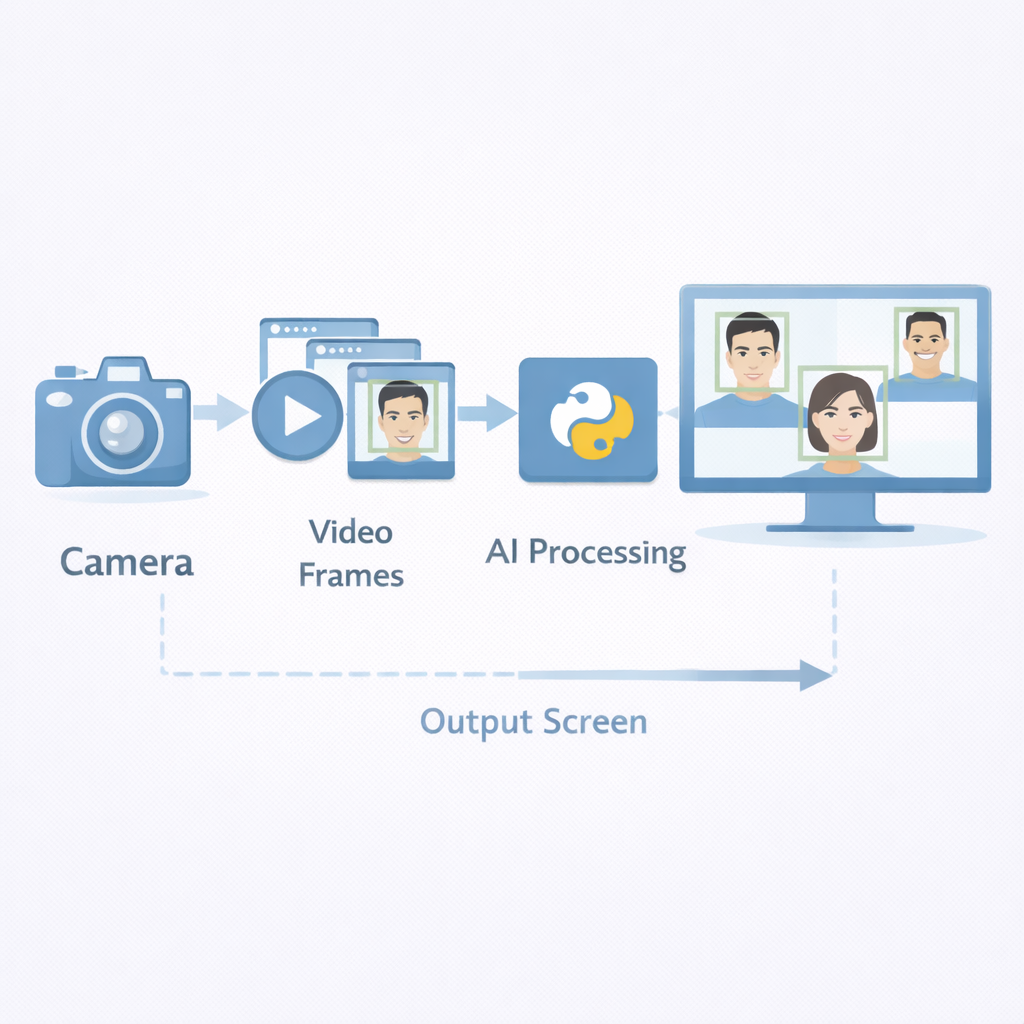 Camera
Video
Frames
AI Processing
Output Screen